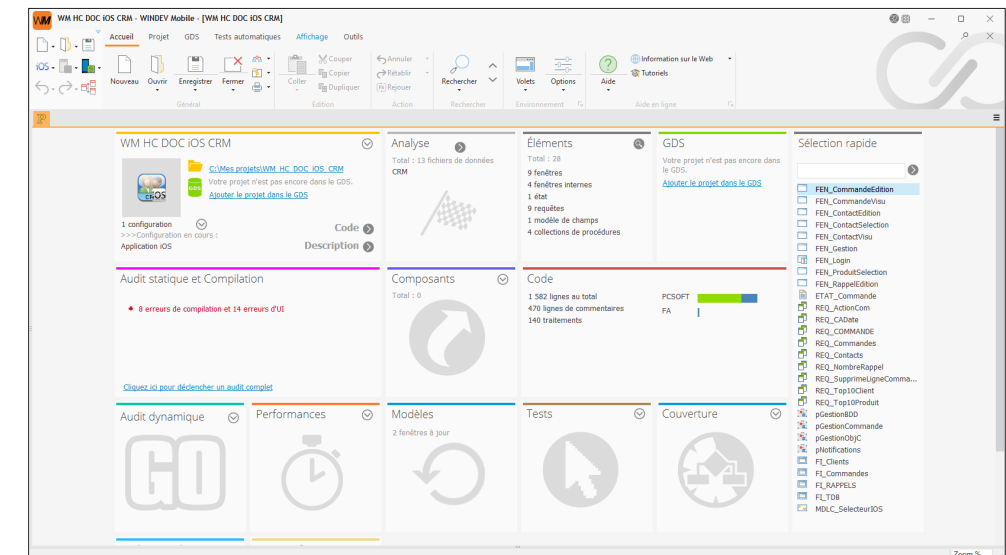 WM HC DOC iOS CRM - WINDEV Mobile - [WM HC DOC iOS CRM]
Accueil Projet GDS Tests automatiques Affichage Outils
iOS
Nouveau Ouvrir Enregistrer Fermer
Général
Coller Couper
Copier
Dupliquer
Edition
Annuler
Rétablir
Rejouer
Action
Rechercher
Rechercher
Volets Options
Environnement
Aide
Information sur le Web
Tutoriels
Aide en ligne
WM HC DOC iOS CRM
C:\Mes projets\WM_HC_DOC_iOS_CRM
GDS Votre projet n'est pas encore dans le GDS.
Ajouter le projet dans le GDS
1 configuration
>>>Configuration en cours :
Application iOS
Code
Description
Analyse
Total : 13 fichiers de données
CRM
Éléments
Total : 28
9 fenêtres
4 fenêtres internes
1 état
9 requêtes
1 modèle de champs
4 collections de procédures
GDS
Votre projet n'est pas encore dans
le GDS.
Ajouter le projet dans le GDS
Audit statique et Compilation
8 erreurs de compilation et 14 erreurs d'UI
Cliquez ici pour déclencher un audit complet
Composants
Total : 0
Code
1 582 lignes au total
470 lignes de commentaires
140 traitements
PCSOFT
FA
Audit dynamique
GO
Performances
Modèles
2 fenêtres à jour
Tests
Couverture
Sélection rapide
FEN_CommandeEdition
FEN_CommandeVisu
FEN_ContactEdition
FEN_ContactSelection
FEN_ContactVisu
FEN_Gestion
FEN_Login
FEN_ProduitSelection
FEN_RappelEdition
ETAT_Commande
REQ_ActionCom
REQ_CADate
REQ_COMMANDE
REQ_Commandes
REQ_Contacts
REQ_NombreRappel
REQ_SupprimeLigneComma...
REQ_Top10Client
REQ_Top10Produit
pGestionBDD
pGestionCommande
pGestionObjC
pNotifications
FI_Clients
FI_Commandes
FI_RAPPELS
FI_TDB
MDLC_SelecteurIOS
Zoom %